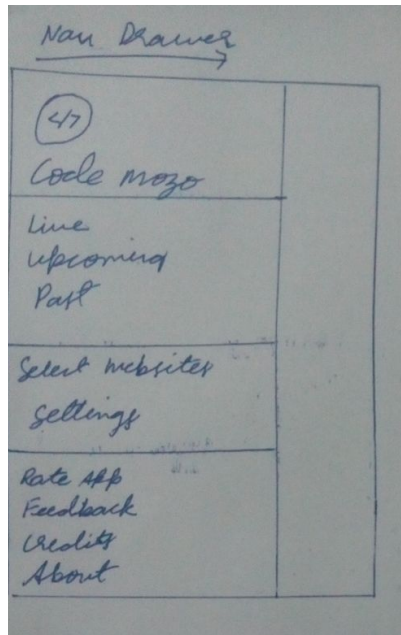 Nav Drawer
</>
Code Mozo
Live
Upcoming
Past
Select Websites
Settings
Rate App
Feedback
Credits
About